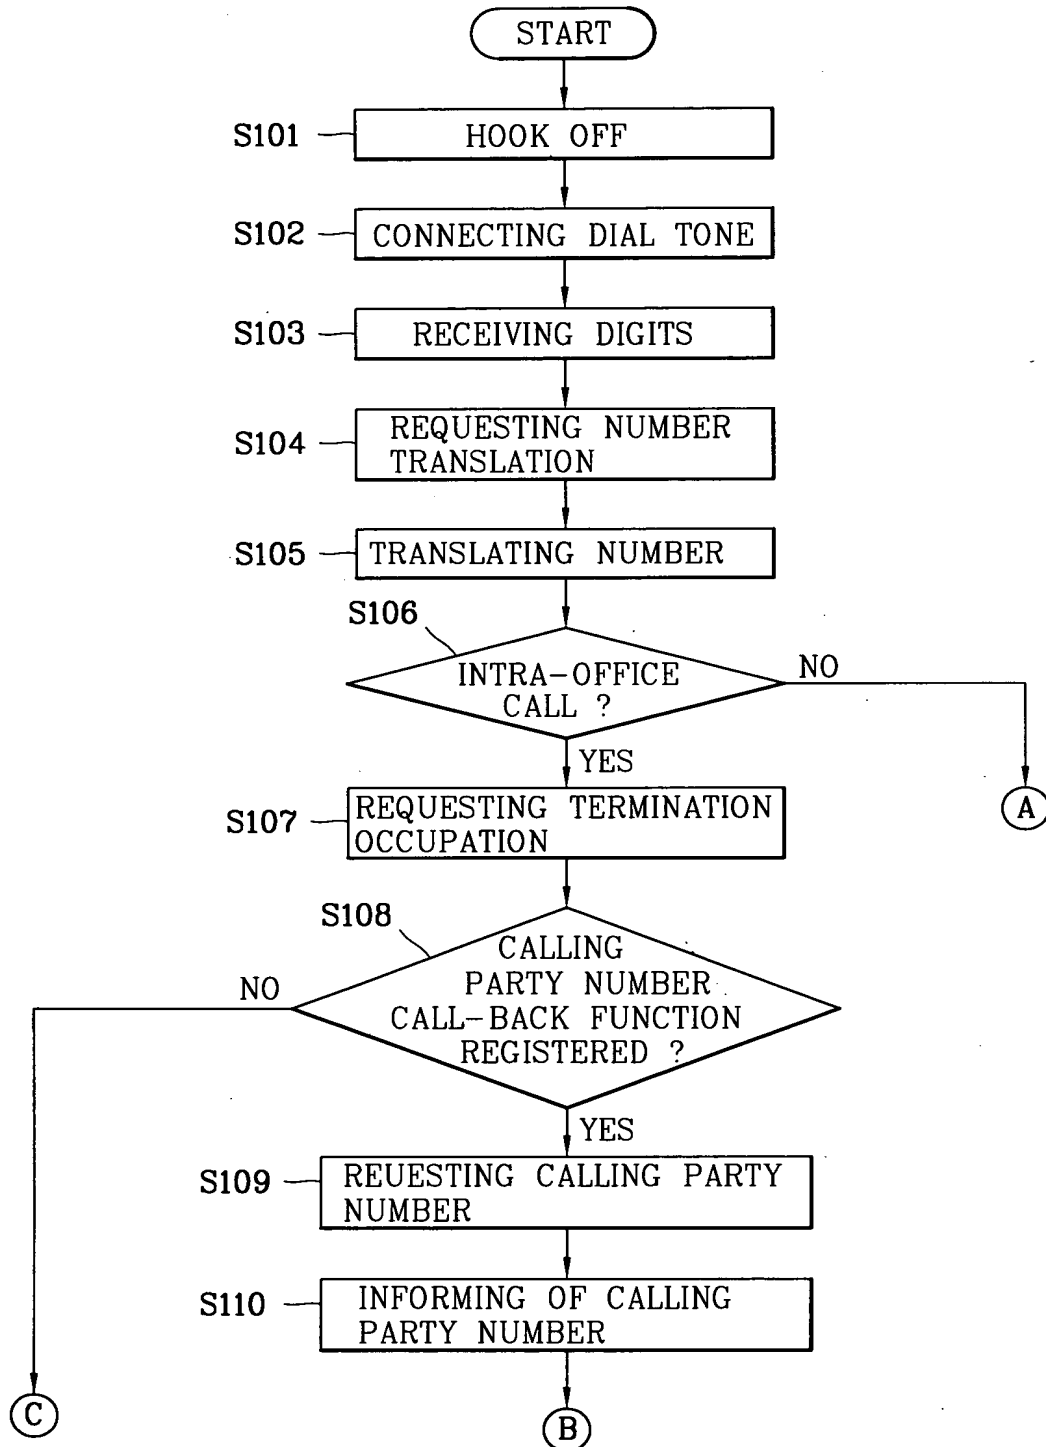 START
S101
HOOK OFF
S102
CONNECTING DIAL TONE
S103
RECEIVING DIGITS
S104
REQUESTING NUMBER
TRANSLATION
S105
TRANSLATING NUMBER
S106
INTRA-OFFICE
CALL ?
NO
YES
A
S107
REQUESTING TERMINATION
OCCUPATION
S108
CALLING
PARTY NUMBER
CALL-BACK FUNCTION
REGISTERED ?
NO
YES
S109
REUESTING CALLING PARTY
NUMBER
S110
INFORMING OF CALLING
PARTY NUMBER
C
B